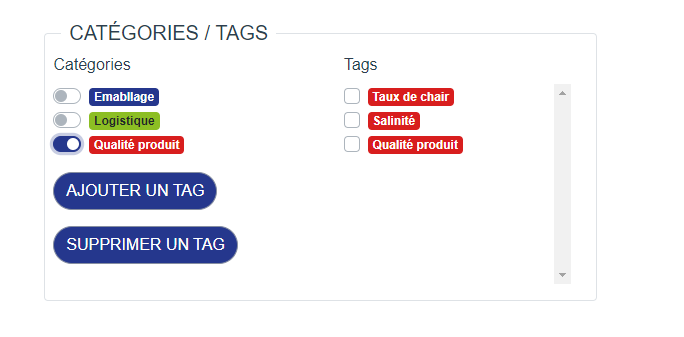 CATÉGORIES / TAGS
Catégories
Emabllage
Logistique
Qualité produit
AJOUTER UN TAG
SUPPRIMER UN TAG
Tags
Taux de chair
Salinité
Qualité produit